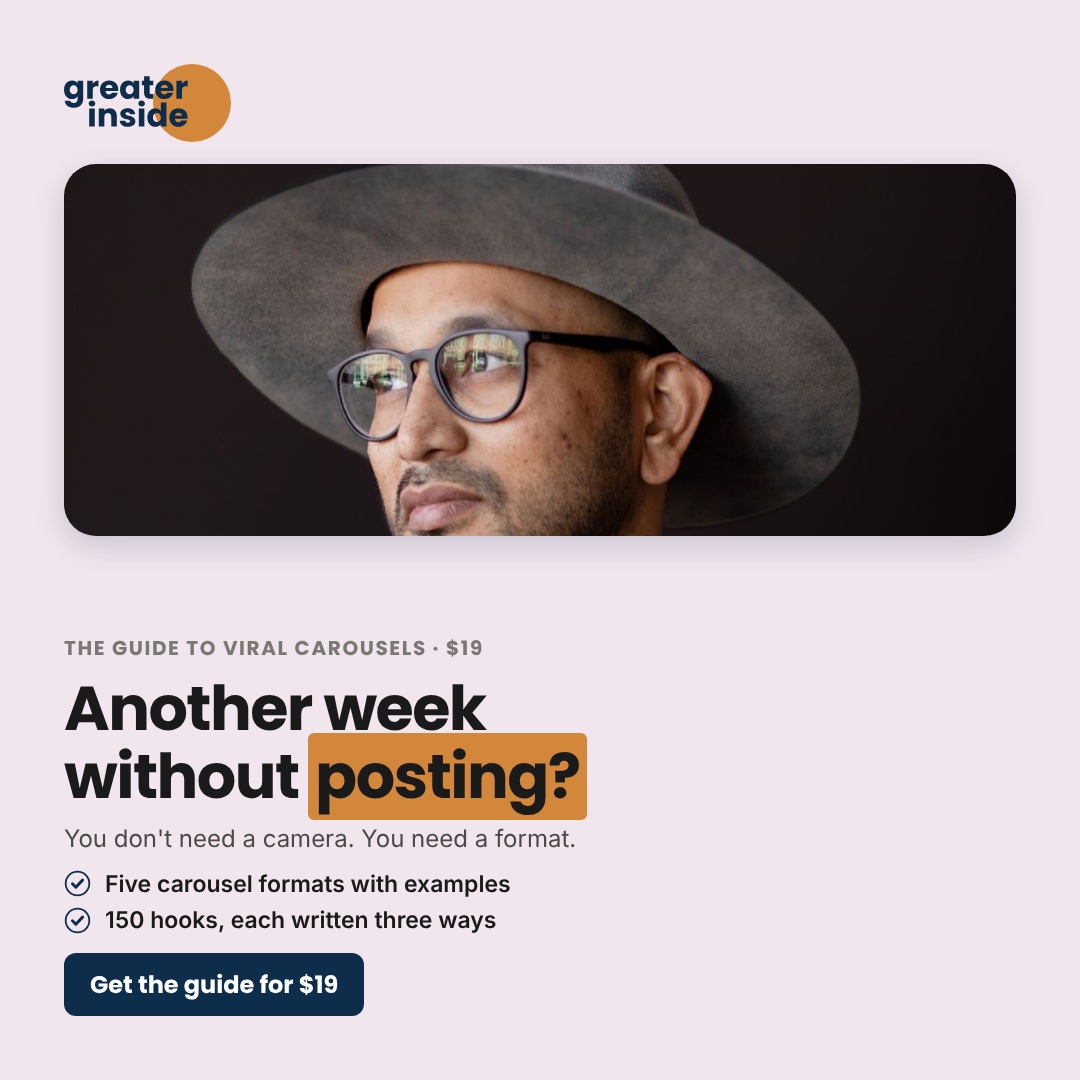 greater
inside
THE GUIDE TO VIRAL CAROUSELS · $19
Another week
without posting?
You don't need a camera. You need a format.
Five carousel formats with examples
150 hooks, each written three ways
Get the guide for $19